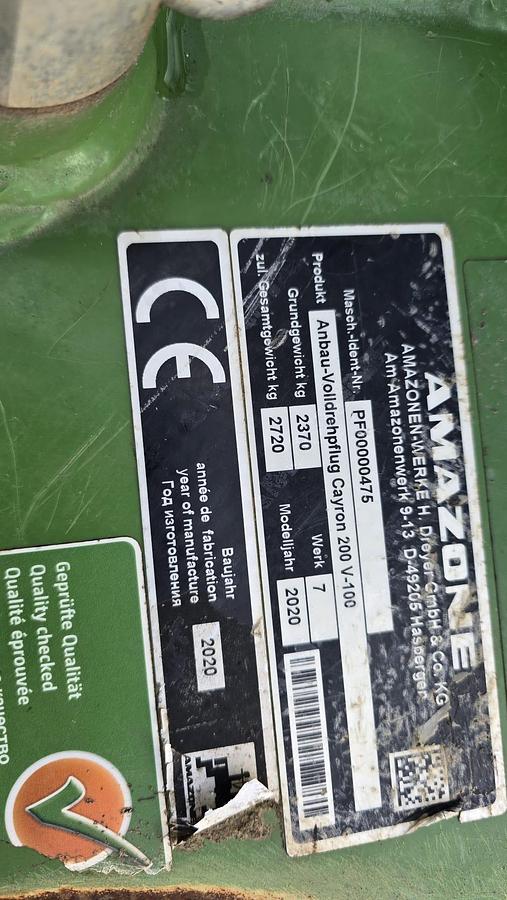 AMAZONE
AMAZONEN-WERKE H. Dreyer GmbH & Co. KG
Am Amazonenwerk 9-13 D-49205 Hasbergen
Masch.-Ident-Nr. PF00000475
Produkt Anbau-Volldrehpflug Cayron 200 V-100
Grundgewicht kg 2370 Werk 7
zul. Gesamtgewicht kg 2720 Modelljahr 2020
CE
Baujahr
année de fabrication 2020
year of manufacture
Год изготовления
Geprüfte Qualität
Quality checked
Qualité éprouvée